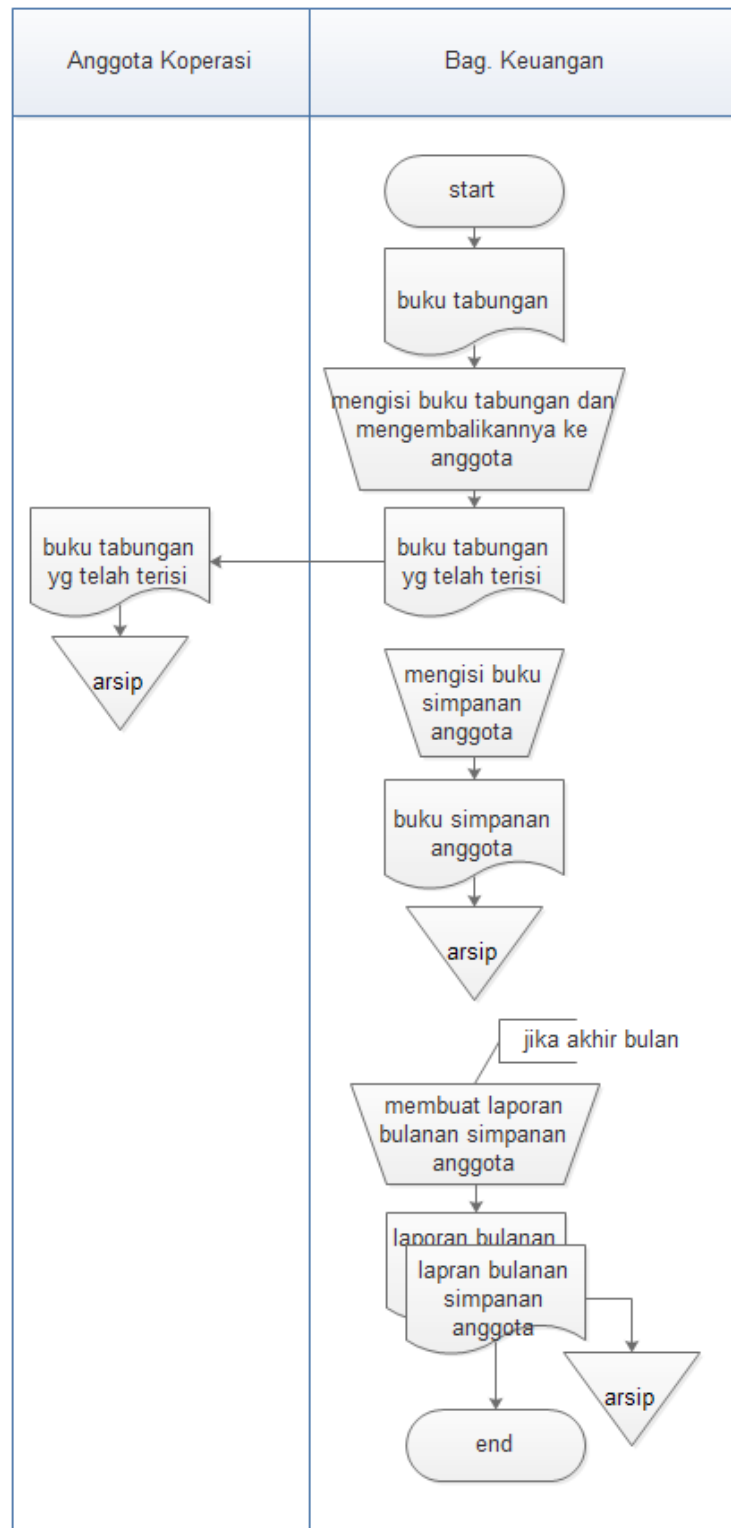 Anggota Koperasi
Bag. Keuangan
start
buku tabungan
mengisi buku tabungan dan
mengembalikannya ke
anggota
buku tabungan
yg telah terisi
buku tabungan
yg telah terisi
arsip
mengisi buku
simpanan
anggota
buku simpanan
anggota
arsip
jika akhir bulan
membuat laporan
bulanan simpanan
anggota
laporan bulanan
lapran bulanan
simpanan
anggota
arsip
end